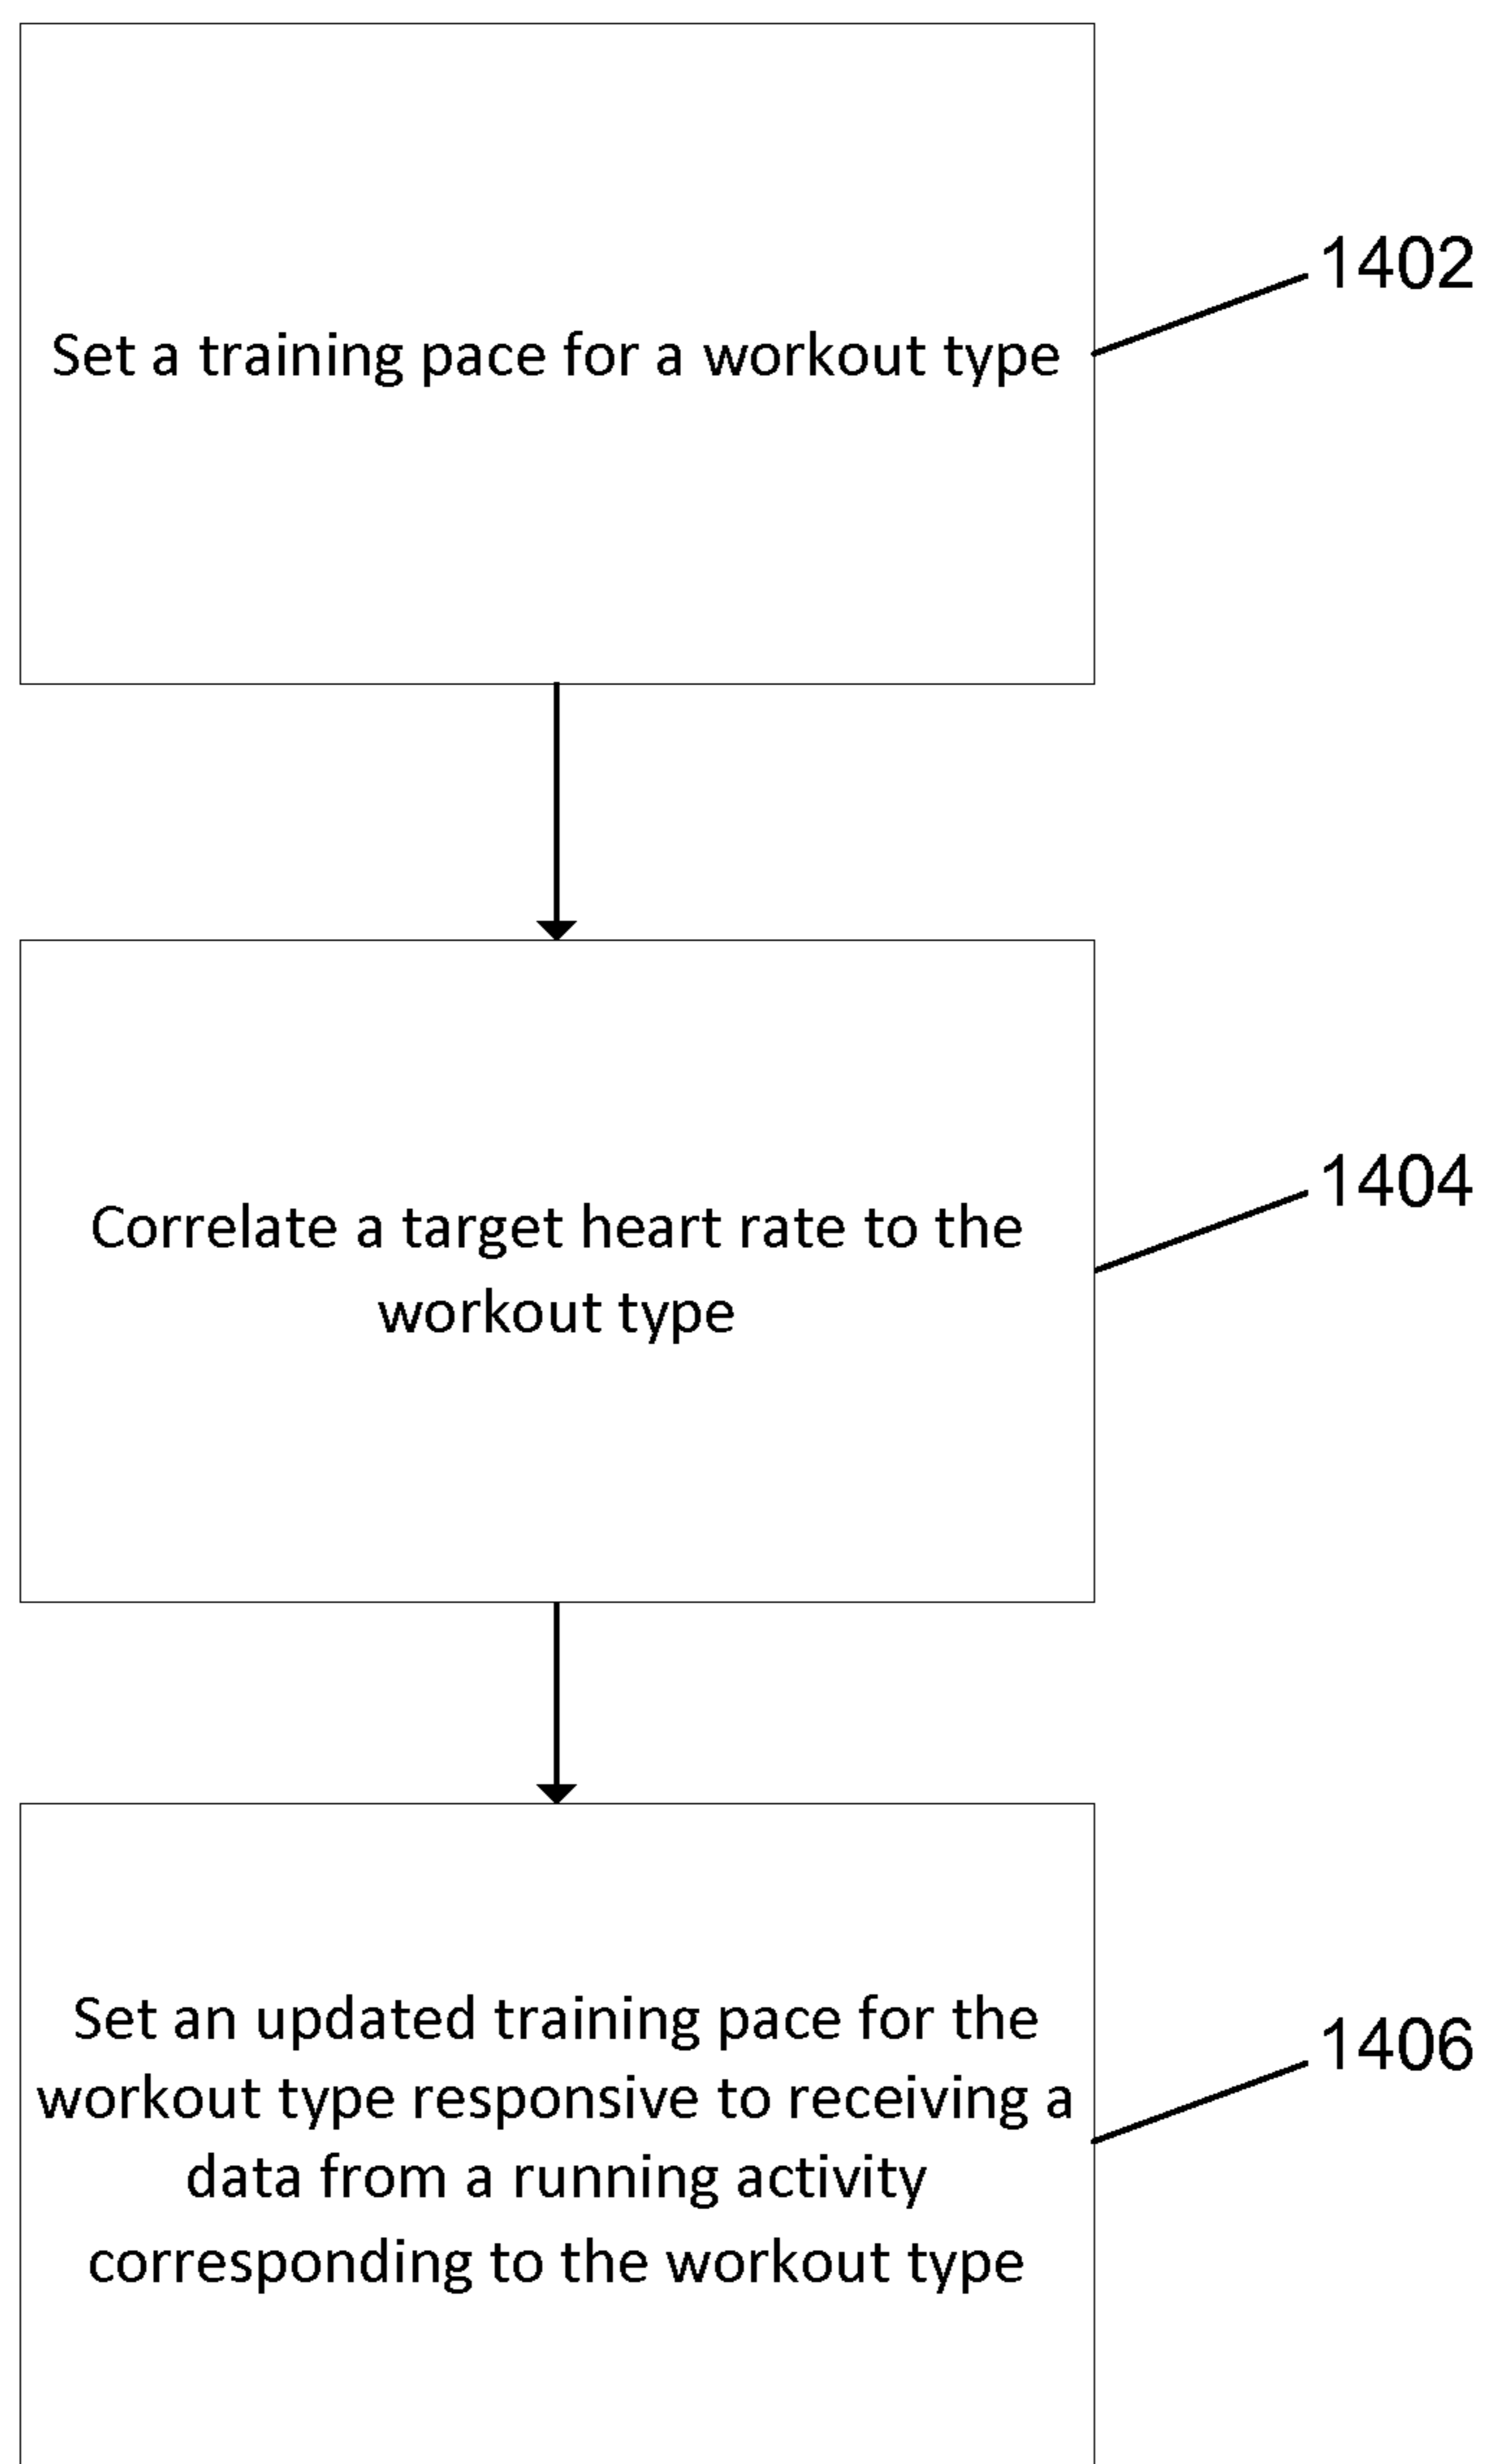 Set a training pace for a workout type
1402
Correlate a target heart rate to the
workout type
1404
Set an updated training pace for the
workout type responsive to receiving a
data from a running activity
corresponding to the workout type
1406